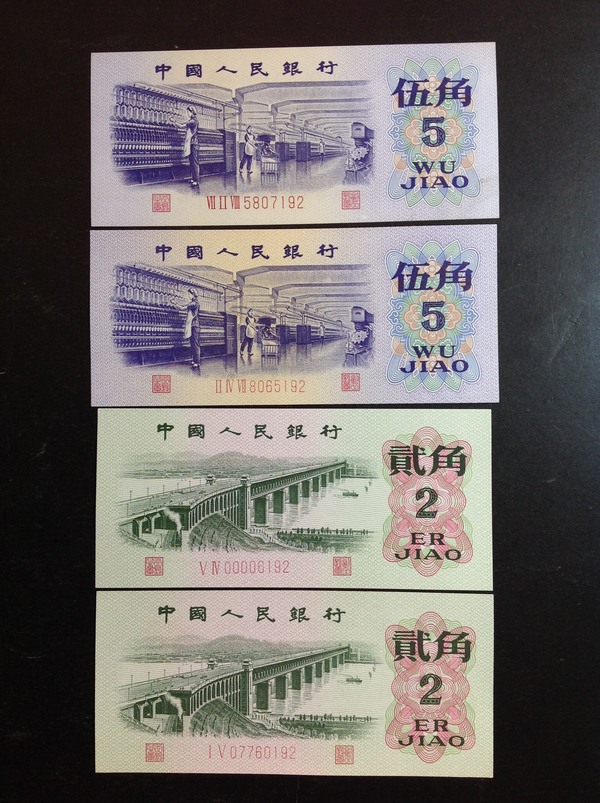 中國人民銀行
伍角
5
WU
JIAO
VII II VIII 5807192
中國人民銀行
伍角
5
WU
JIAO
II IV VII 8065192
中國人民銀行
貳角
2
ER
JIAO
V IV 00006192
中國人民銀行
貳角
2
ER
JIAO
I V 07760192